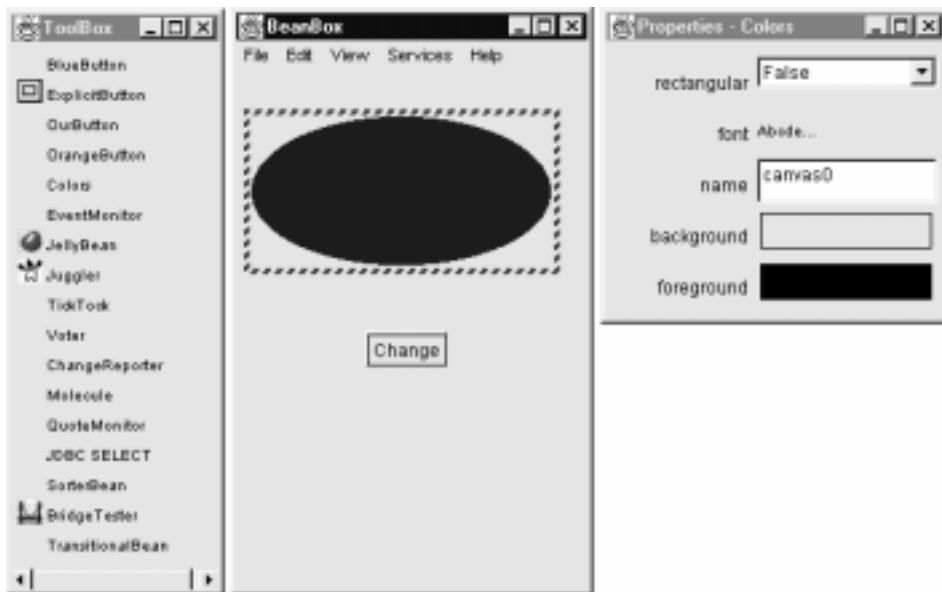 ToolBox
BlueButton
ExplicitButton
OurButton
OrangeButton
Colors
EventMonitor
JellyBean
Juggler
TickTock
Voter
ChangeReporter
Molecule
QuoteMonitor
JDBC SELECT
SorterBean
BridgeTester
TransitionalBean
BeanBox
File Edit View Services Help
Change
Properties - Colors
rectangular False
font Abcde...
name canvas0
background
foreground